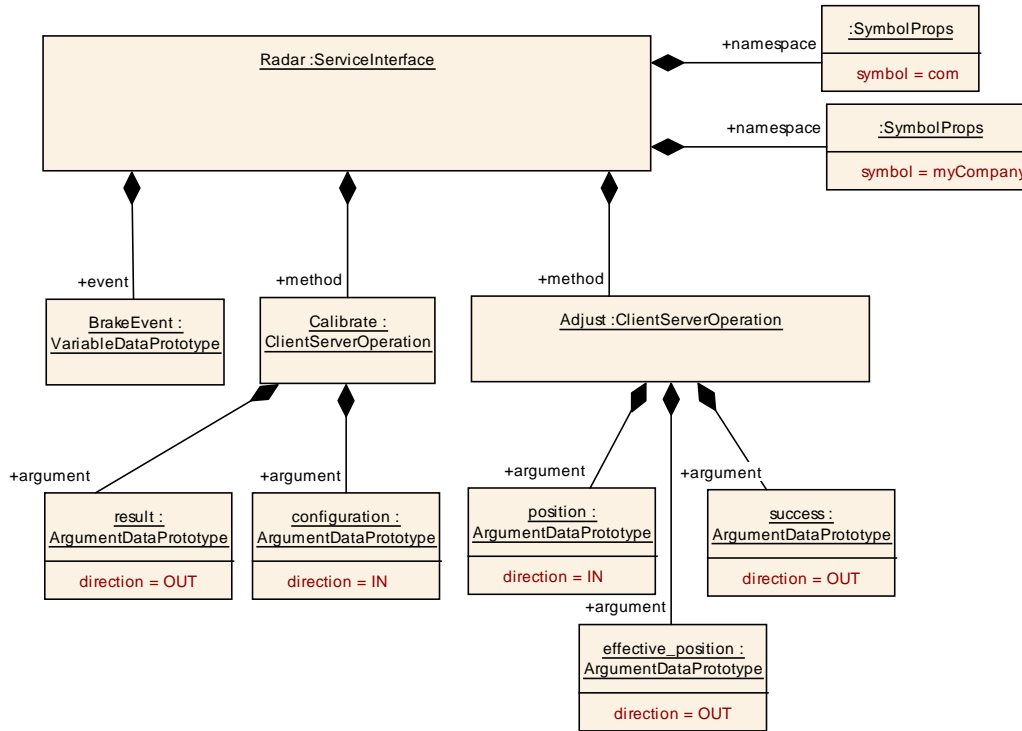 :SymbolProps
+namespace
symbol = com
Radar :ServiceInterface
+namespace
:SymbolProps
symbol = myCompany
+event
+method
+method
BrakeEvent :
VariableDataPrototype
Calibrate :
ClientServerOperation
Adjust :ClientServerOperation
+argument
+argument
+argument
+argument
result :
ArgumentDataPrototype
direction = OUT
configuration :
ArgumentDataPrototype
direction = IN
position :
ArgumentDataPrototype
direction = IN
success :
ArgumentDataPrototype
direction = OUT
+argument
effective_position :
ArgumentDataPrototype
direction = OUT